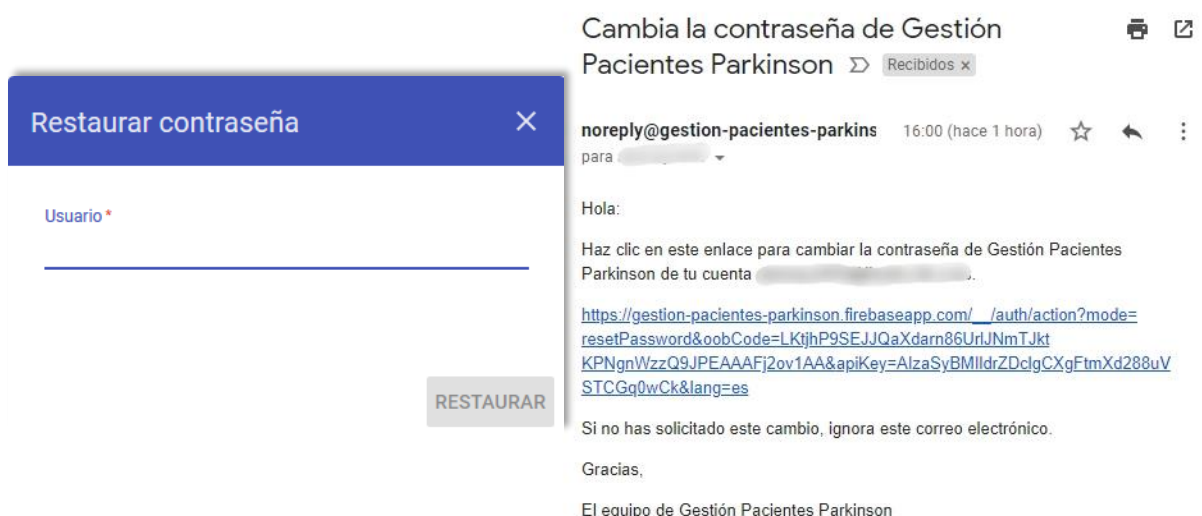 Restaurar contraseña
Usuario *
RESTAURAR
Cambia la contraseña de Gestión
Pacientes Parkinson
Recibidos x
noreply@gestion-pacientes-parkins
16:00 (hace 1 hora)
para
Hola:
Haz clic en este enlace para cambiar la contraseña de Gestión Pacientes
Parkinson de tu cuenta
https://gestion-pacientes-parkinson.firebaseapp.com/__/auth/action?mode=
resetPassword&oobCode=LKtjhP9SEJJQaXdarn86UrlJNmTJkt
KPNgnWzzQ9JPEAAAFj2ov1AA&apiKey=AIzaSyBMIldrZDclgCXgFtmXd288uV
STCGq0wCk&lang=es
Si no has solicitado este cambio, ignora este correo electrónico.
Gracias,
El equipo de Gestión Pacientes Parkinson